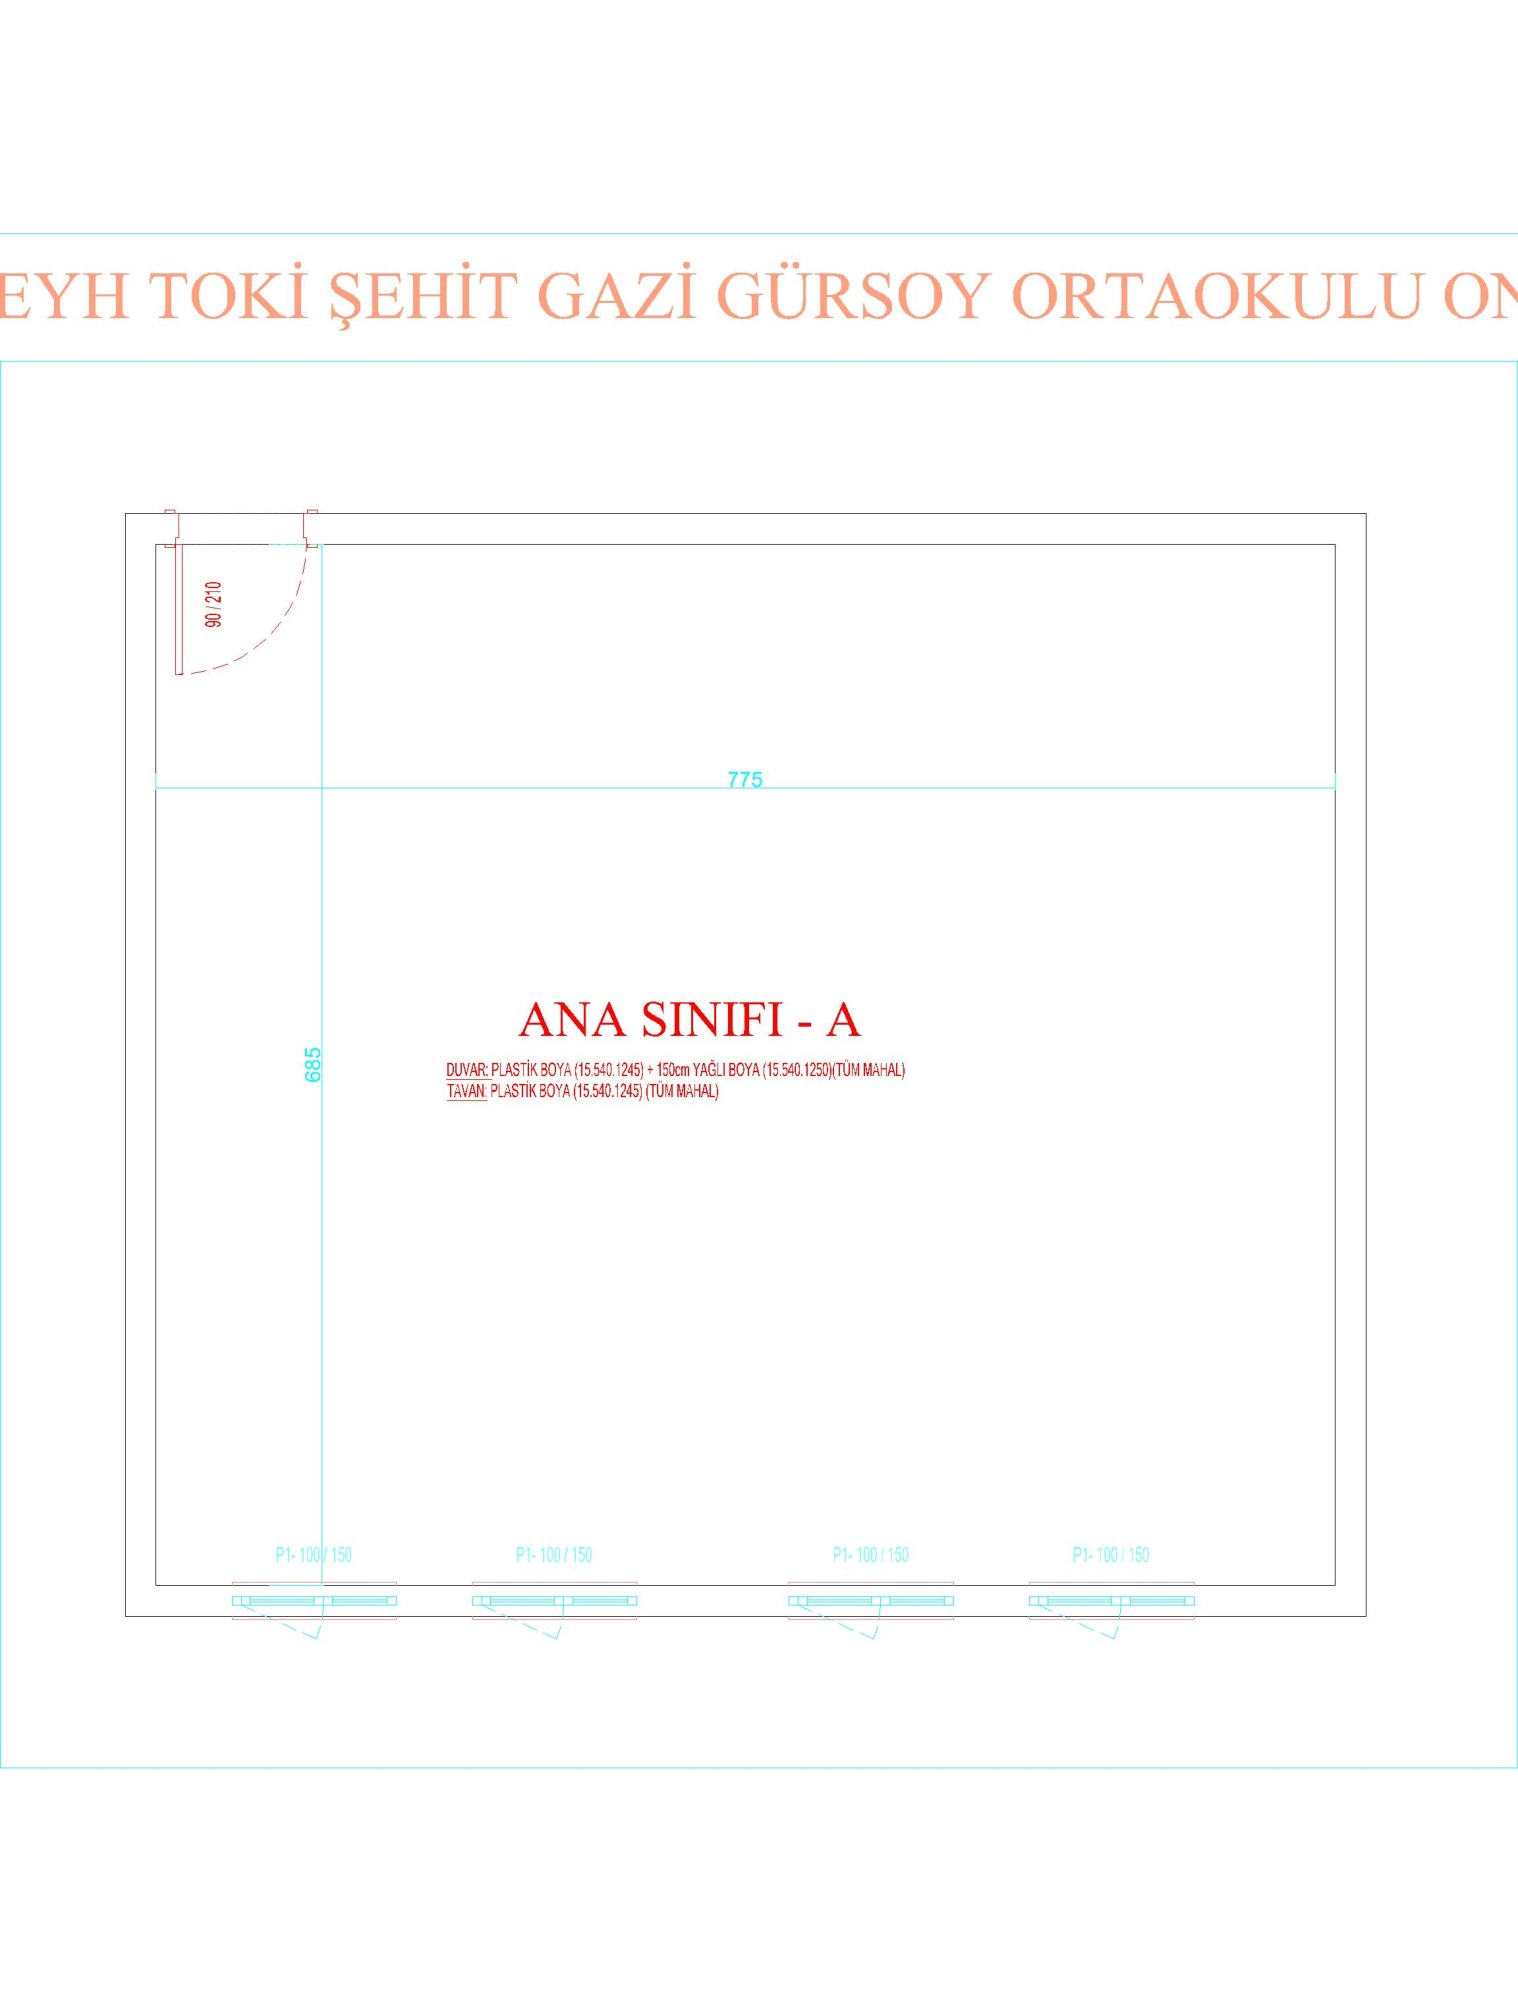 EYH TOKİ ŞEHİT GAZİ GÜRSOY ORTAOKULU ON
90 / 210
775
ANA SINIFI - A
685
DUVAR: PLASTİK BOYA (15.540.1245) + 150cm YAĞLI BOYA (15.540.1250)(TÜM MAHAL)
TAVAN: PLASTİK BOYA (15.540.1245) (TÜM MAHAL)
P1- 100 / 150
P1- 100 / 150
P1- 100 / 150
P1- 100 / 150